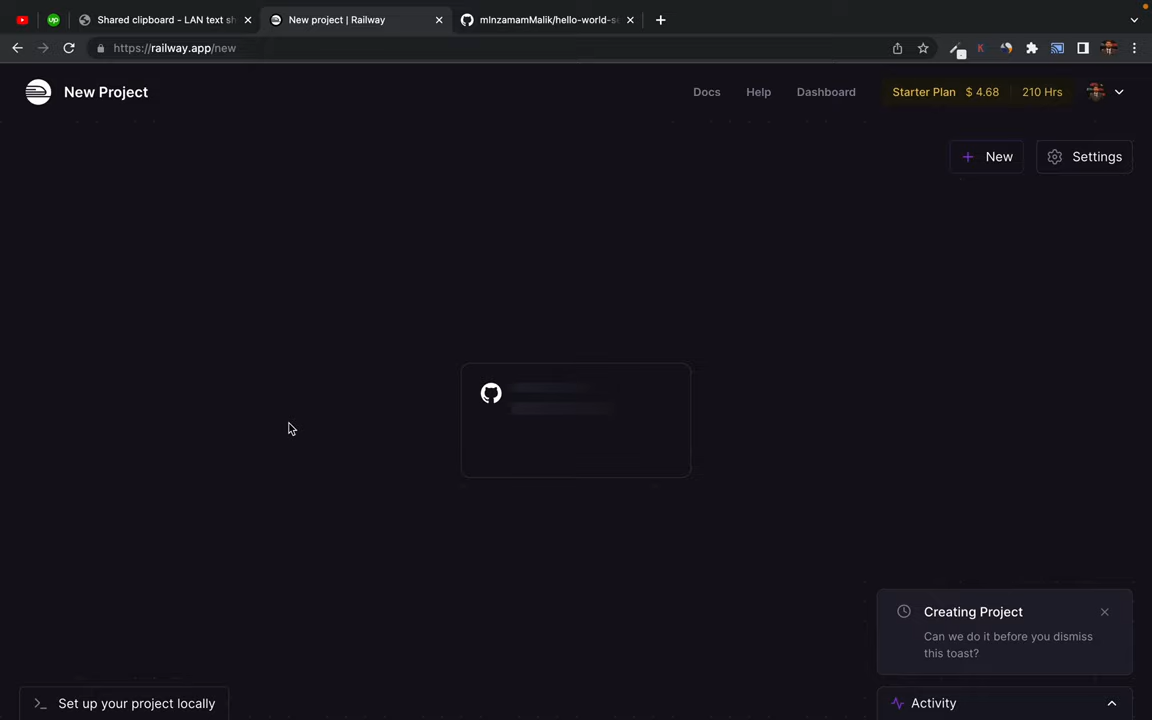 Shared clipboard - LAN text sh
New project | Railway
mInzamamMalik/hello-world-s
https://railway.app/new
New Project
Docs
Help
Dashboard
Starter Plan $ 4.68 210 Hrs
New
Settings
Creating Project
Can we do it before you dismiss
this toast?
Set up your project locally
Activity